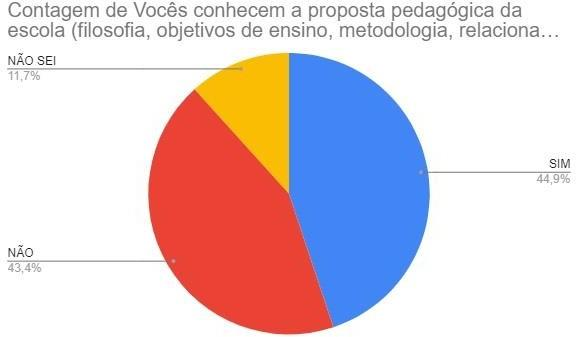 Contagem de Vocês conhecem a proposta pedagógica da
escola (filosofia, objetivos de ensino, metodologia, relaciona…
NÃO SEI
11,7%
SIM
44,9%
NÃO
43,4%